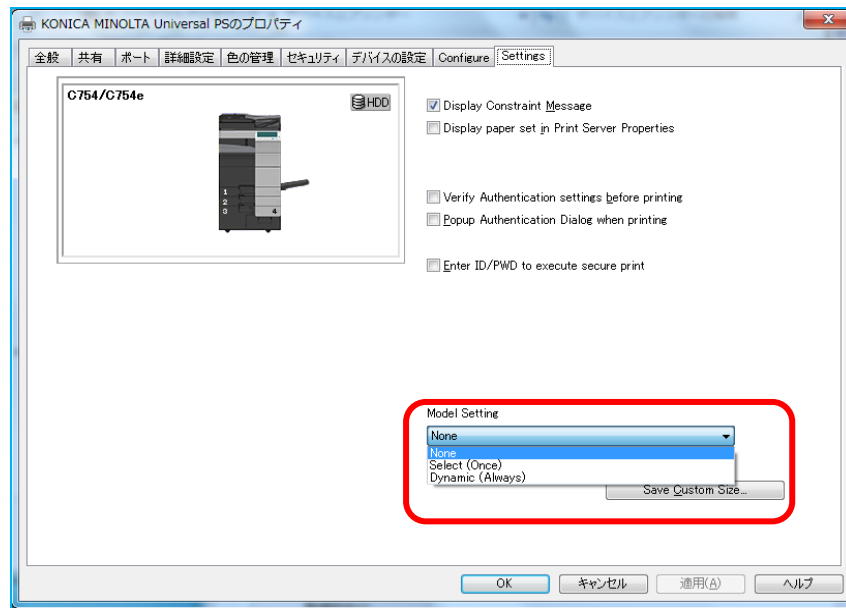 KONICA MINOLTA Universal PSのプロパティ
全般 共有 ポート 詳細設定 色の管理 セキュリティ デバイスの設定 Configure Settings
C754/C754e
HDD
1
2
3 4
Display Constraint Message
Display paper set in Print Server Properties
Verify Authentication settings before printing
Popup Authentication Dialog when printing
Enter ID/PWD to execute secure print
Model Setting
None
None
Select (Once)
Dynamic (Always)
Save Custom Size...
OK キャンセル 適用(A) ヘルプ